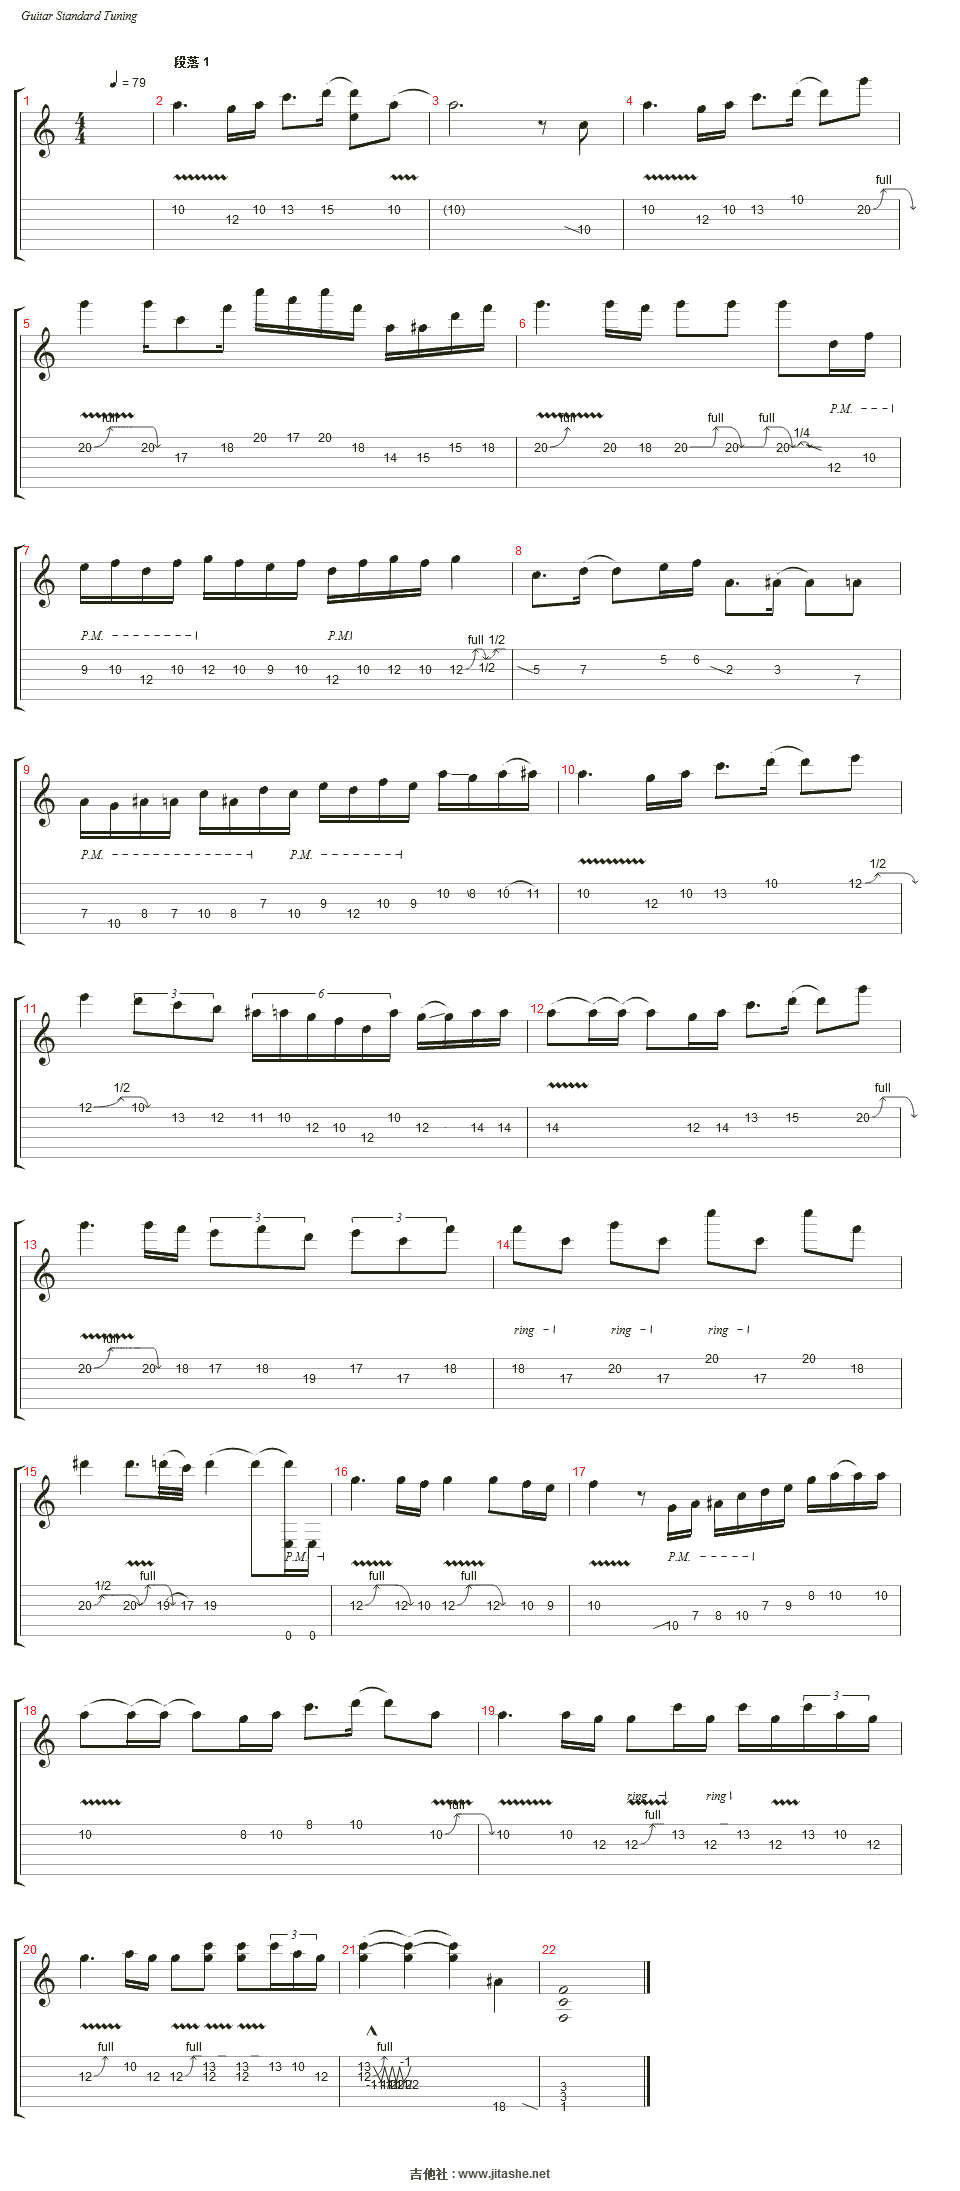 Guitar Standard Tuning
段落 1
= 79
1 2 3 4
4
4
full
10 12 10 13 15 10 (10) 10 10 12 10 13 10 20
5 6
P.M.
full full full full 1/4
20 20 17 18 20 17 20 18 14 15 15 18 20 20 18 20 20 20 12 10
7 8
P.M. P.M.
full 1/2 1/2
9 10 12 10 12 10 9 10 12 10 12 10 12 5 7 5 6 2 3 7
9 10
P.M. P.M.
1/2
7 10 8 7 10 8 7 10 9 12 10 9 10 8 10 11 10 12 10 13 10 12
3 6
11 12
1/2 full
12 10 13 12 11 10 12 10 12 10 12 14 14 14 12 14 13 15 20
3 3
13 14
ring ring ring
full
20 20 18 17 18 19 17 17 18 18 17 20 17 20 17 20 18
15 16 17
P.M. P.M.
1/2 full full full
20 20 19 17 19 0 0 12 12 10 12 12 10 9 10 10 7 8 10 7 9 8 10 10
18 19 3
ring ring
full full
10 8 10 8 10 10 10 10 12 12 13 12 13 12 13 10 12
20 3 21 22
full full full -1
12 10 12 12 13 12 13 12 13 10 12 13 12 18 3 3 1
吉他社 : www.jitashe.net